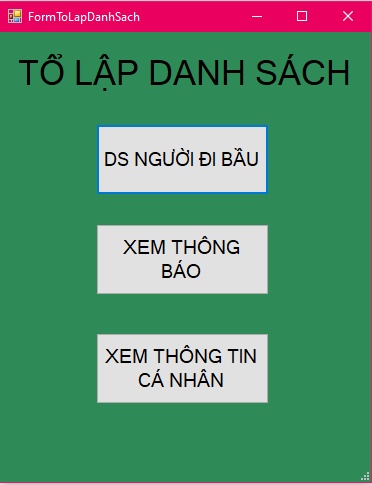 FormToLapDanhSach
TỔ LẬP DANH SÁCH
DS NGƯỜI ĐI BẦU
XEM THÔNG
BÁO
XEM THÔNG TIN
CÁ NHÂN